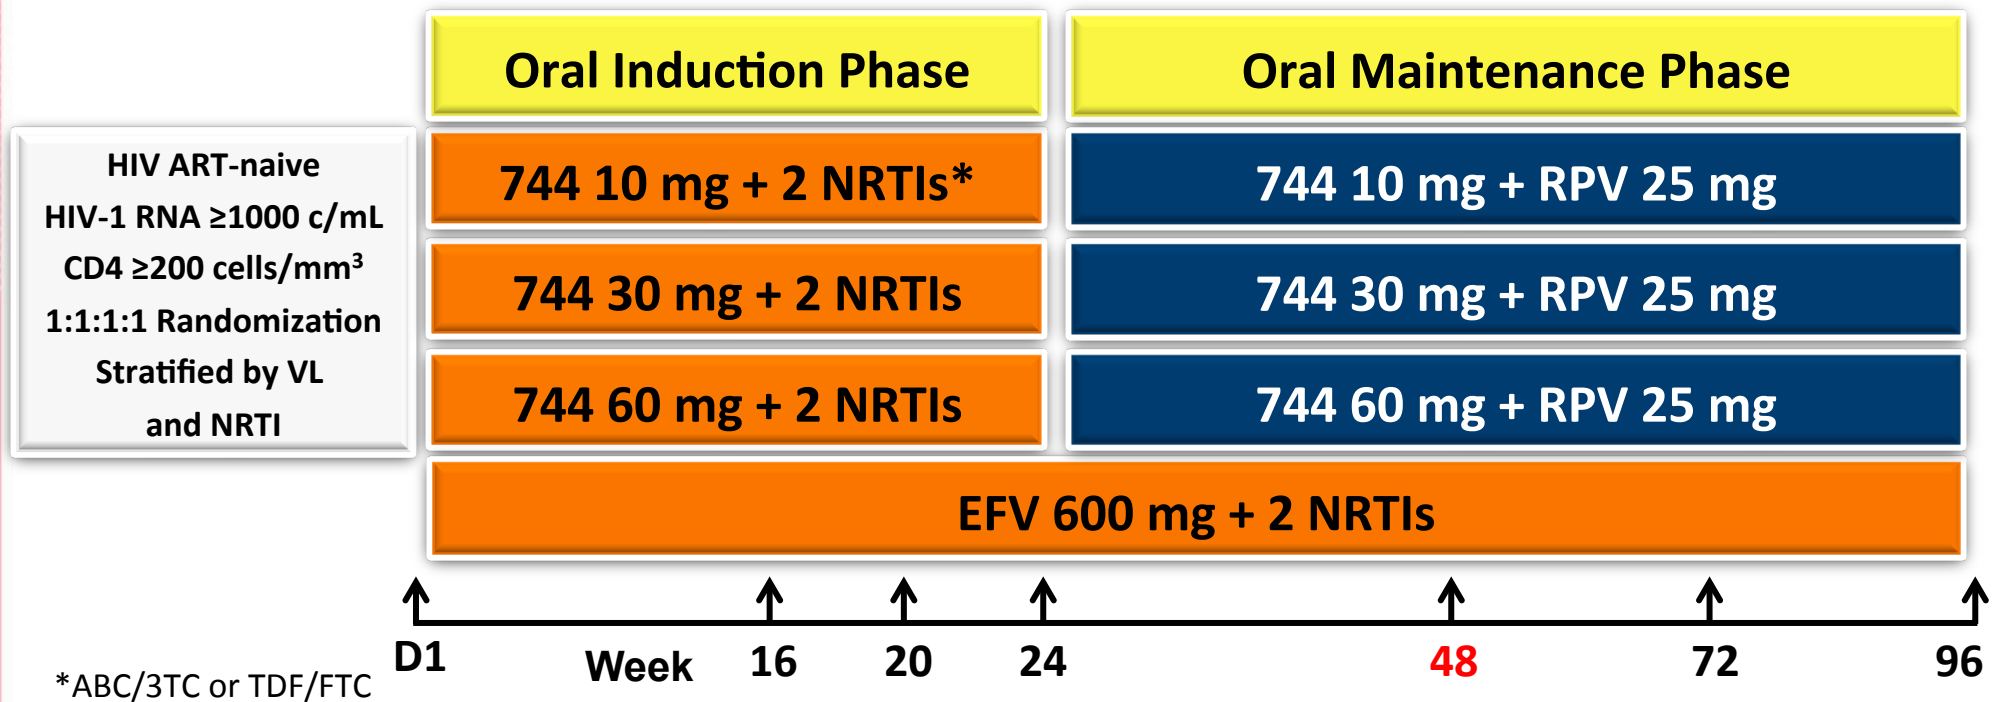 Oral Induction Phase
Oral Maintenance Phase
HIV ART-naive
HIV-1 RNA ≥1000 c/mL
CD4 ≥200 cells/mm³
1:1:1:1 Randomization
Stratified by VL
and NRTI
744 10 mg + 2 NRTIs*
744 10 mg + RPV 25 mg
744 30 mg + 2 NRTIs
744 30 mg + RPV 25 mg
744 60 mg + 2 NRTIs
744 60 mg + RPV 25 mg
EFV 600 mg + 2 NRTIs
D1 Week 16 20 24 48 72 96
*ABC/3TC or TDF/FTC